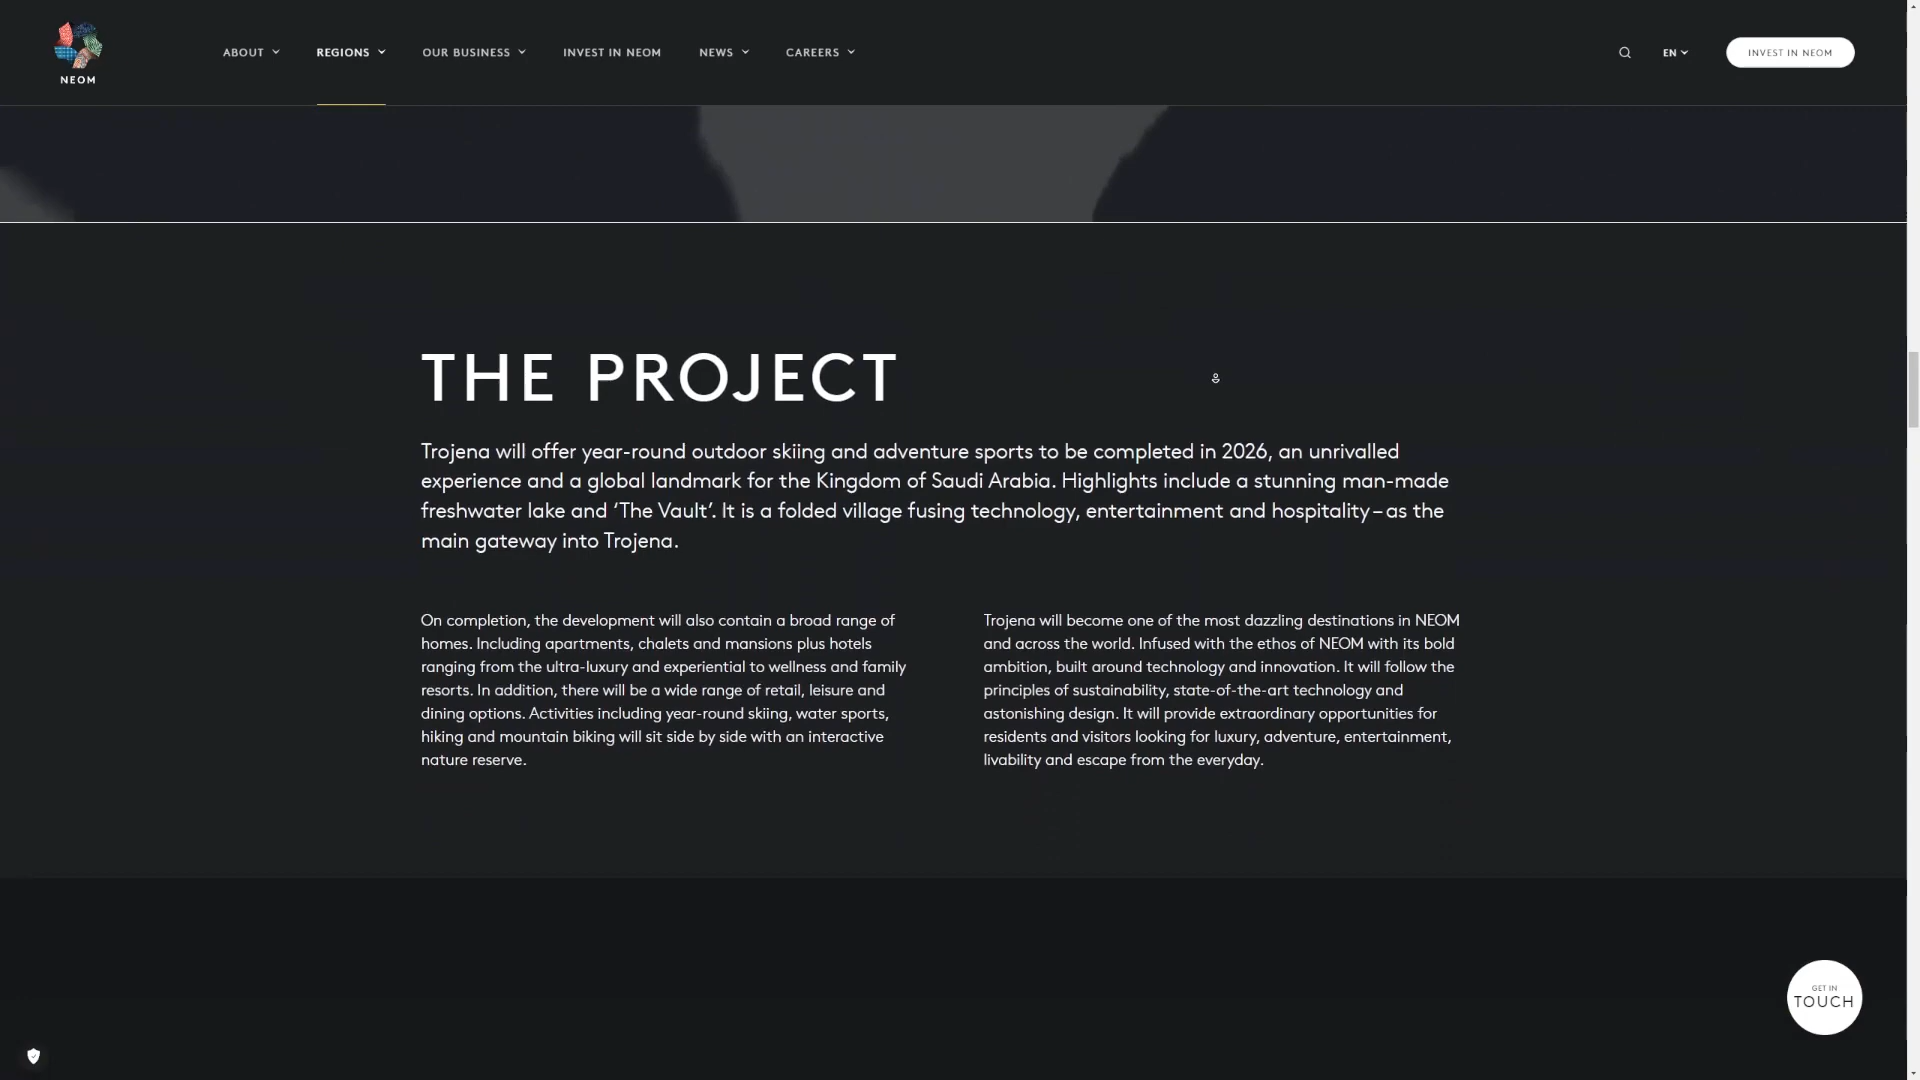 NEOM
ABOUT
REGIONS
OUR BUSINESS
INVEST IN NEOM
NEWS
CAREERS
EN
INVEST IN NEOM
THE PROJECT
Trojena will offer year-round outdoor skiing and adventure sports to be completed in 2026, an unrivalled
experience and a global landmark for the Kingdom of Saudi Arabia. Highlights include a stunning man-made
freshwater lake and ‘The Vault’. It is a folded village fusing technology, entertainment and hospitality – as the
main gateway into Trojena.
On completion, the development will also contain a broad range of
homes. Including apartments, chalets and mansions plus hotels
ranging from the ultra-luxury and experiential to wellness and family
resorts. In addition, there will be a wide range of retail, leisure and
dining options. Activities including year-round skiing, water sports,
hiking and mountain biking will sit side by side with an interactive
nature reserve.
Trojena will become one of the most dazzling destinations in NEOM
and across the world. Infused with the ethos of NEOM with its bold
ambition, built around technology and innovation. It will follow the
principles of sustainability, state-of-the-art technology and
astonishing design. It will provide extraordinary opportunities for
residents and visitors looking for luxury, adventure, entertainment,
livability and escape from the everyday.
GET IN
TOUCH